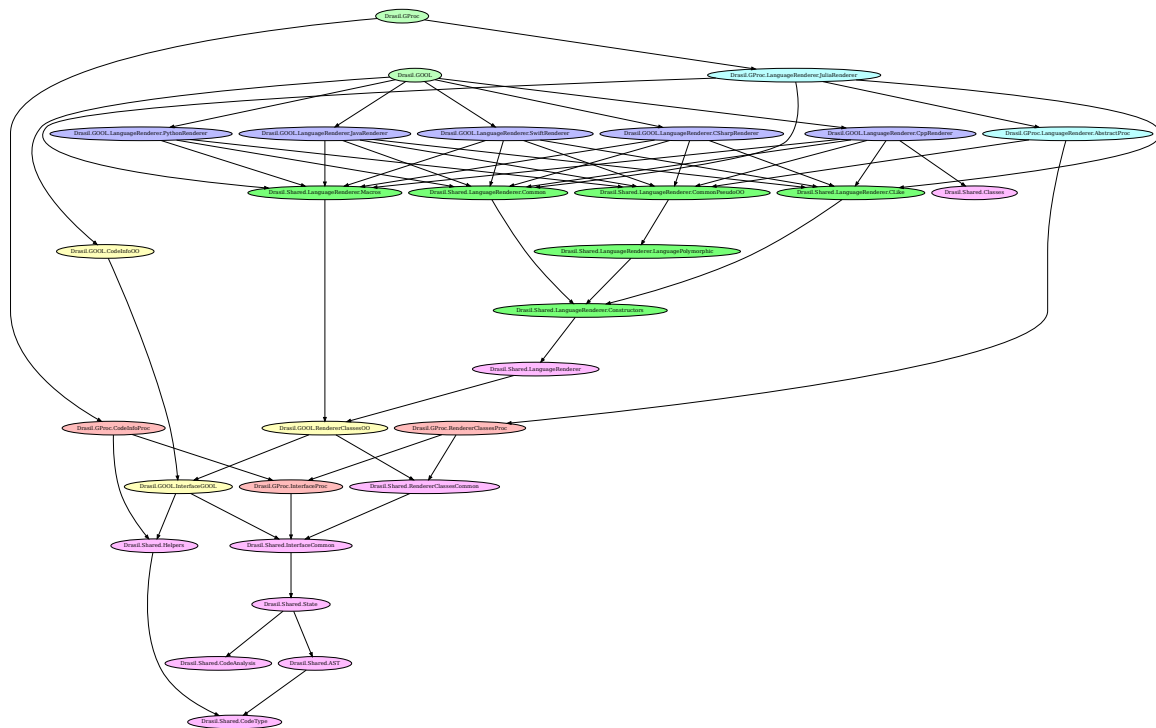 Drasil.GProc
Drasil.GOOL
Drasil.GProc.LanguageRenderer.JuliaRenderer
Drasil.GOOL.LanguageRenderer.PythonRenderer
Drasil.GOOL.LanguageRenderer.JavaRenderer
Drasil.GOOL.LanguageRenderer.SwiftRenderer
Drasil.GOOL.LanguageRenderer.CSharpRenderer
Drasil.GOOL.LanguageRenderer.CppRenderer
Drasil.GProc.LanguageRenderer.AbstractProc
Drasil.Shared.LanguageRenderer.Macros
Drasil.Shared.LanguageRenderer.Common
Drasil.Shared.LanguageRenderer.CommonPseudoOO
Drasil.Shared.LanguageRenderer.CLike
Drasil.Shared.Classes
Drasil.GOOL.CodeInfoOO
Drasil.Shared.LanguageRenderer.LanguagePolymorphic
Drasil.Shared.LanguageRenderer.Constructors
Drasil.Shared.LanguageRenderer
Drasil.GProc.CodeInfoProc
Drasil.GOOL.RendererClassesOO
Drasil.GProc.RendererClassesProc
Drasil.GOOL.InterfaceGOOL
Drasil.GProc.InterfaceProc
Drasil.Shared.RendererClassesCommon
Drasil.Shared.Helpers
Drasil.Shared.InterfaceCommon
Drasil.Shared.State
Drasil.Shared.CodeAnalysis
Drasil.Shared.AST
Drasil.Shared.CodeType